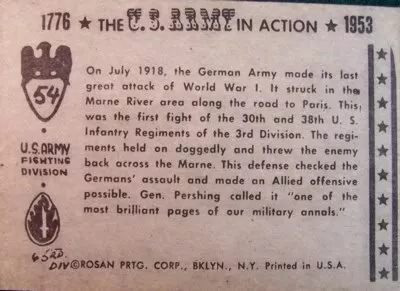 1776 ★ THE U.S. ARMY IN ACTION ★ 1953
54
U.S. ARMY
FIGHTING
DIVISION
63RD.
DIV
On July 1918, the German Army made its last
great attack of World War I. It struck in the
Marne River area along the road to Paris. This
was the first fight of the 30th and 38th U. S.
Infantry Regiments of the 3rd Division. The regi-
ments held on doggedly and threw the enemy
back across the Marne. This defense checked the
Germans' assault and made an Allied offensive
possible. Gen. Pershing called it "one of the
most brilliant pages of our military annals."
©ROSAN PRTG. CORP., BKLYN., N.Y. Printed in U.S.A.